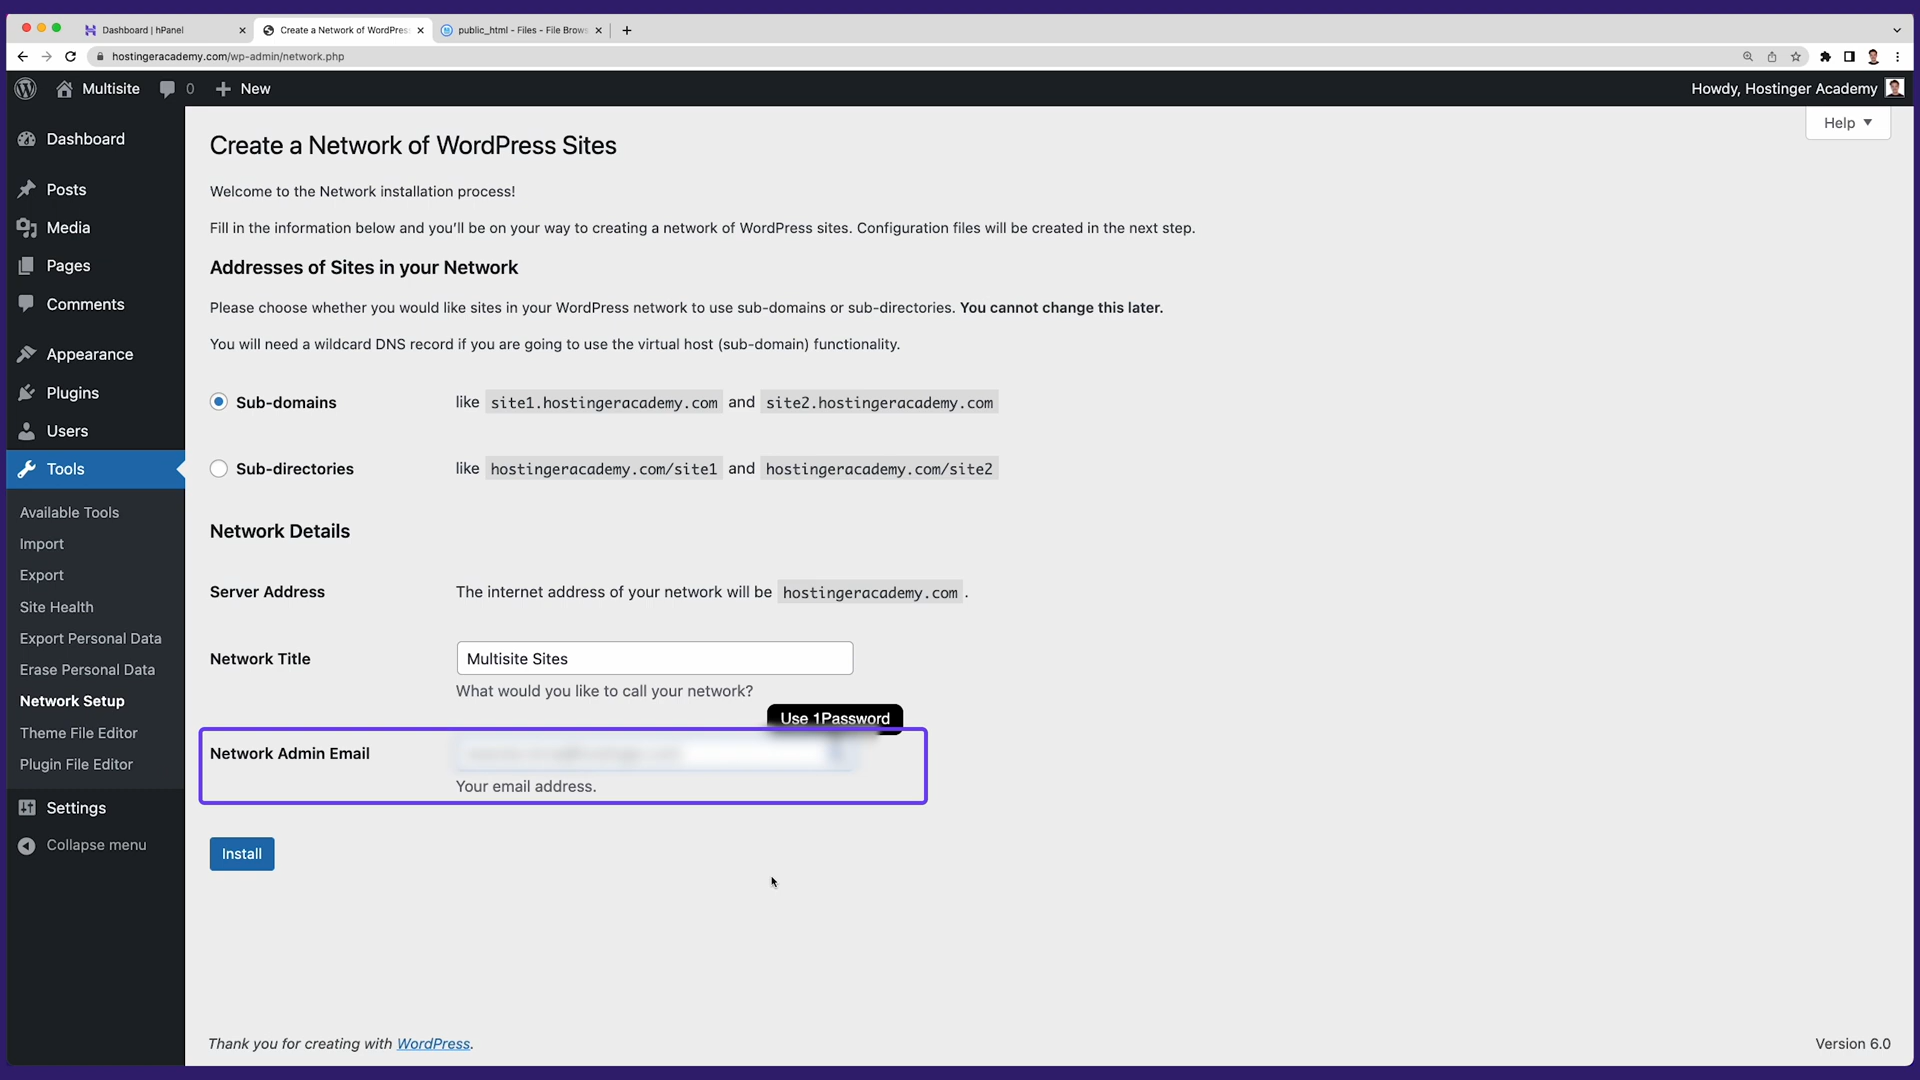 Dashboard | hPanel
Create a Network of WordPres
public_html - Files - File Brows
hostingeracademy.com/wp-admin/network.php
Multisite
0
New
Howdy, Hostinger Academy
Help
Dashboard
Posts
Media
Pages
Comments
Appearance
Plugins
Users
Tools
Available Tools
Import
Export
Site Health
Export Personal Data
Erase Personal Data
Network Setup
Theme File Editor
Plugin File Editor
Settings
Collapse menu
Create a Network of WordPress Sites
Welcome to the Network installation process!
Fill in the information below and you’ll be on your way to creating a network of WordPress sites. Configuration files will be created in the next step.
Addresses of Sites in your Network
Please choose whether you would like sites in your WordPress network to use sub-domains or sub-directories. You cannot change this later.
You will need a wildcard DNS record if you are going to use the virtual host (sub-domain) functionality.
Sub-domains like site1.hostingeracademy.com and site2.hostingeracademy.com
Sub-directories like hostingeracademy.com/site1 and hostingeracademy.com/site2
Network Details
Server Address The internet address of your network will be hostingeracademy.com .
Network Title Multisite Sites
What would you like to call your network?
Use 1Password
Network Admin Email
Your email address.
Install
Thank you for creating with WordPress.
Version 6.0